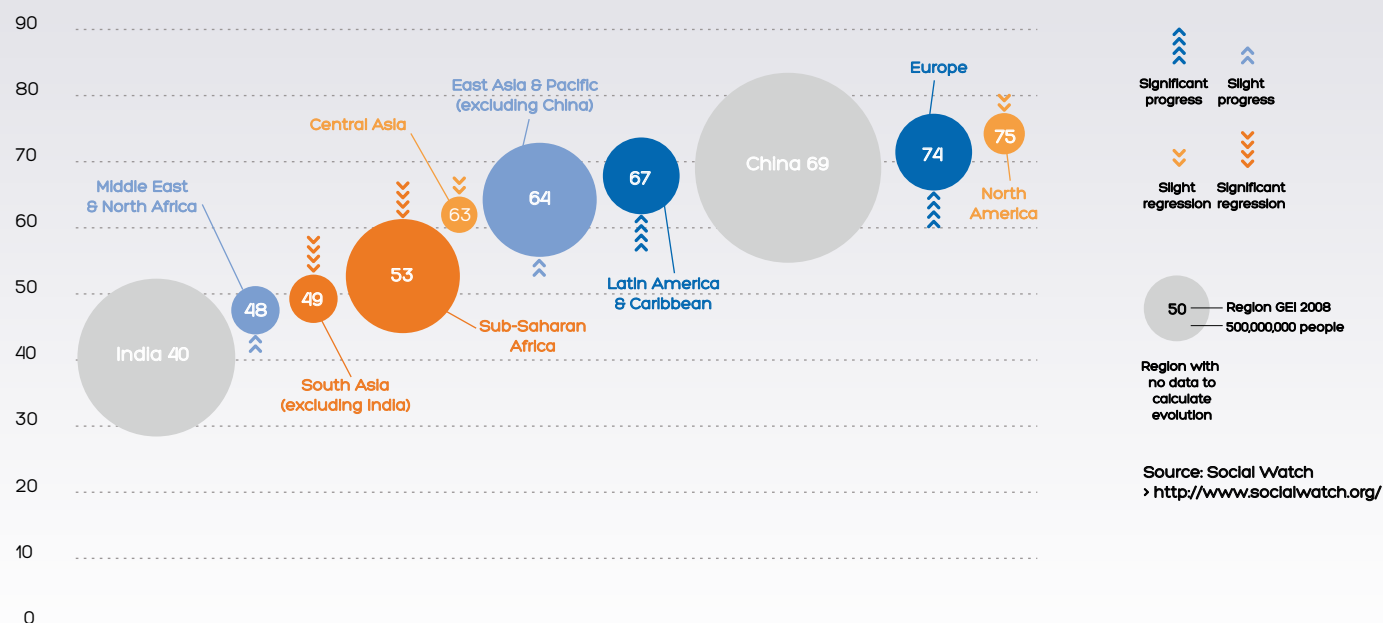 90
80
70
60
50
40
30
20
10
0
India 40
Middle East
& North Africa
48
49
South Asia
(excluding India)
53
Sub-Saharan
Africa
Central Asia
63
East Asia & Pacific
(excluding China)
64
67
Latin America
& Caribbean
China 69
Europe
74
75
North
America
Significant
progress
Slight
progress
Slight
regression
Significant
regression
50
Region GEI 2008
500,000,000 people
Region with
no data to
calculate
evolution
Source: Social Watch
> http://www.socialwatch.org/